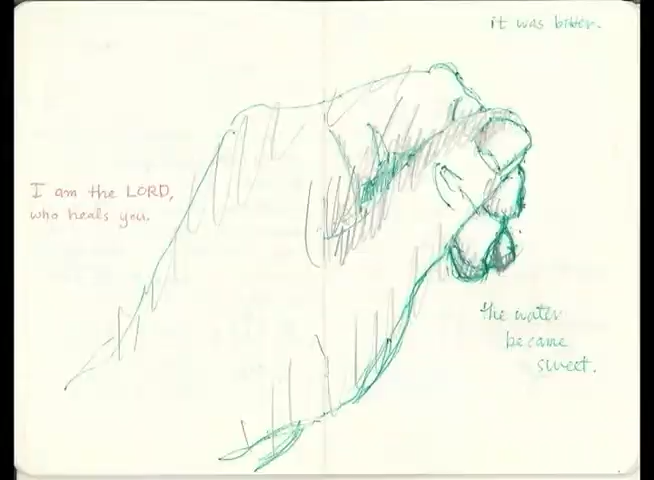 it was bitter.
I am the LORD,
who heals you.
the water
became
sweet.